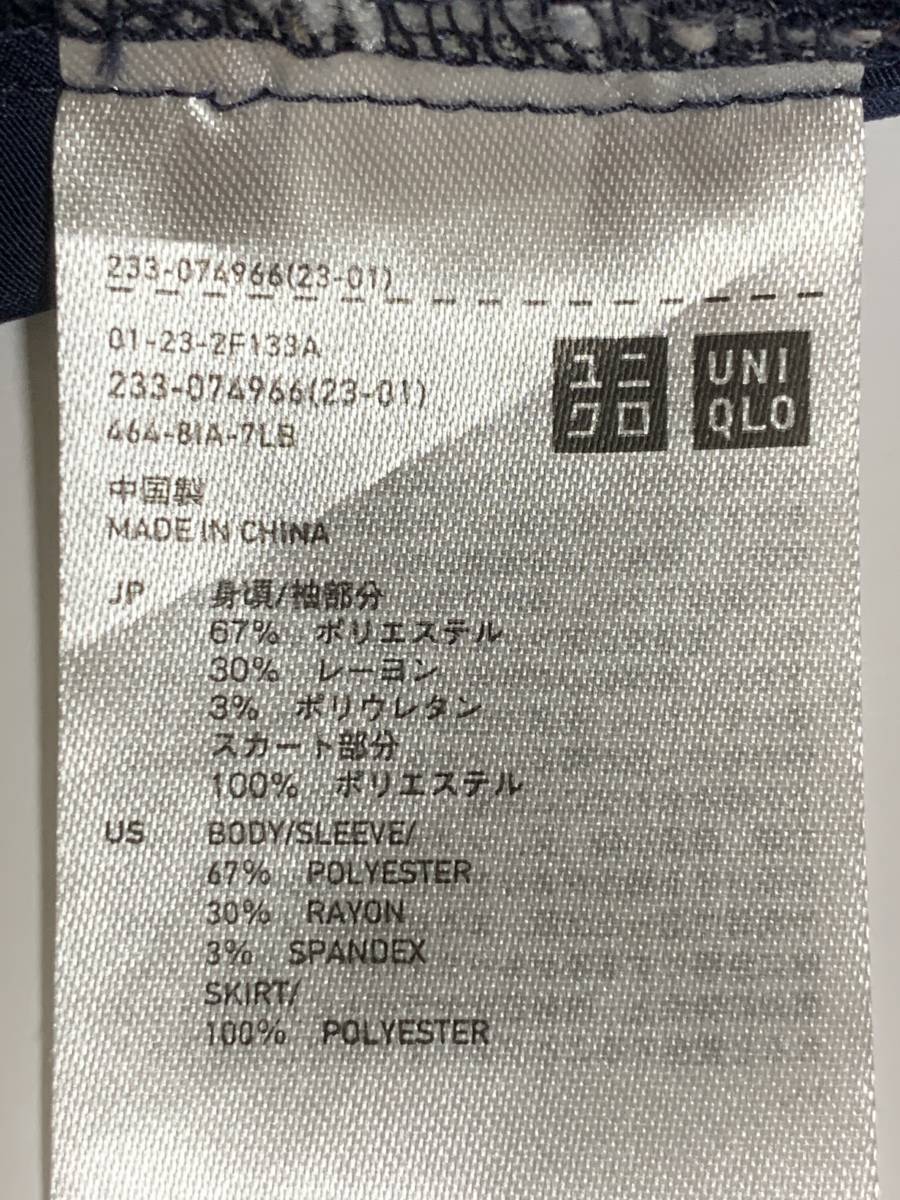 233-074966(23-01)
01-23-2F133A
233-074966(23-01)
464-81A-7LB
ユニ
クロ
UNI
QLO
中国製
MADE IN CHINA
JP 身頃/袖部分
67% ポリエステル
30% レーヨン
3% ポリウレタン
スカート部分
100% ポリエステル
US BODY/SLEEVE/
67% POLYESTER
30% RAYON
3% SPANDEX
SKIRT/
100% POLYESTER